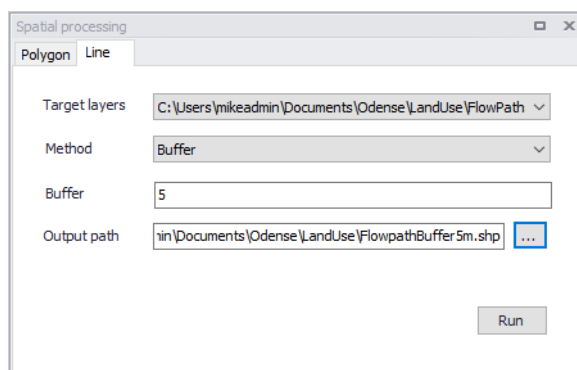 Spatial processing
Polygon Line
Target layers C:\Users\mikeadmin\Documents\Odense\LandUse\FlowPath
Method Buffer
Buffer 5
Output path in\Documents\Odense\LandUse\FlowpathBuffer5m.shp ...
Run